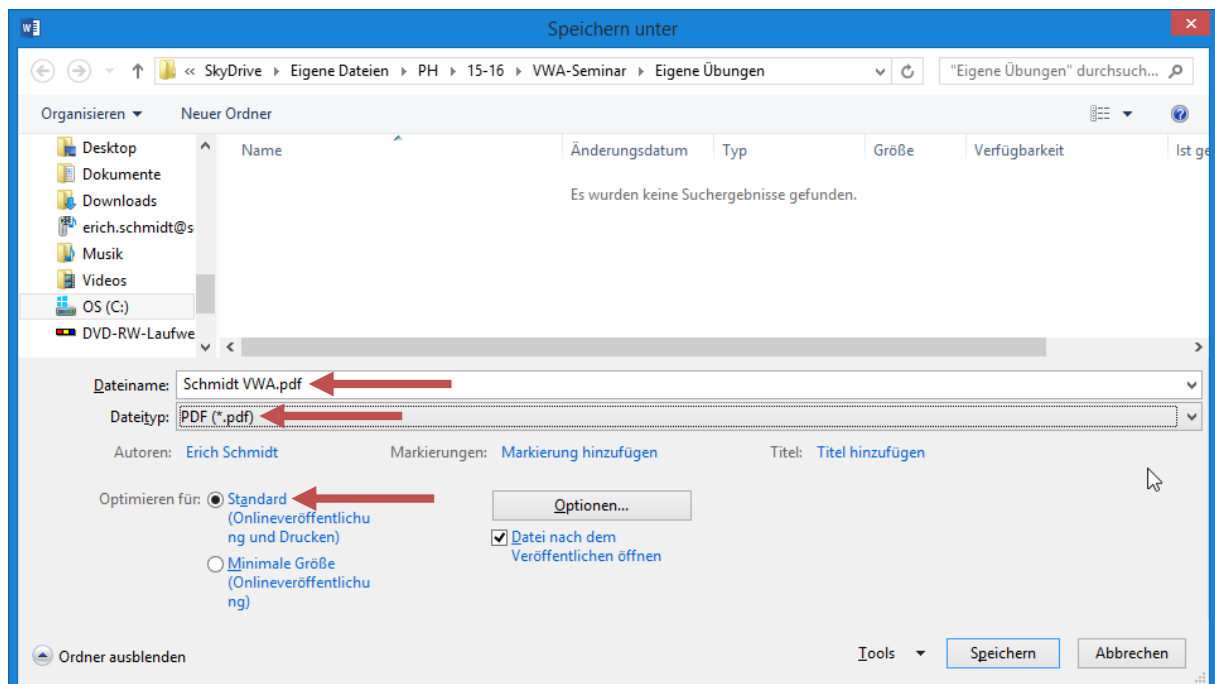 Speichern unter
« SkyDrive ▸ Eigene Dateien ▸ PH ▸ 15-16 ▸ VWA-Seminar ▸ Eigene Übungen
"Eigene Übungen" durchsuch...
Organisieren Neuer Ordner
Name Änderungsdatum Typ Größe Verfügbarkeit Ist ge
Es wurden keine Suchergebnisse gefunden.
Desktop
Dokumente
Downloads
erich.schmidt@s
Musik
Videos
OS (C:)
DVD-RW-Laufwe
Dateiname: Schmidt VWA.pdf
Dateityp: PDF (*.pdf)
Autoren: Erich Schmidt Markierungen: Markierung hinzufügen Titel: Titel hinzufügen
Optimieren für: Standard
(Onlineveröffentlichu
ng und Drucken)
Minimale Größe
(Onlineveröffentlichu
ng)
Optionen...
Datei nach dem
Veröffentlichen öffnen
Ordner ausblenden Tools Speichern Abbrechen